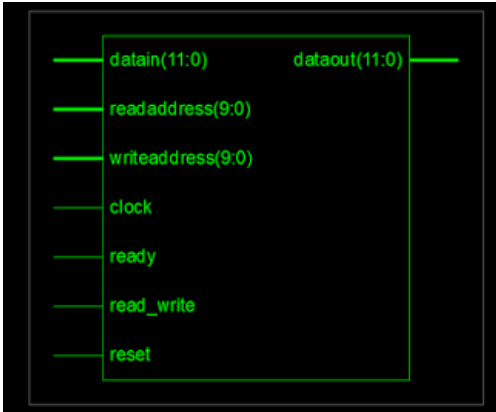 datain(11:0) dataout(11:0)
readaddress(9:0)
writeaddress(9:0)
clock
ready
read_write
reset